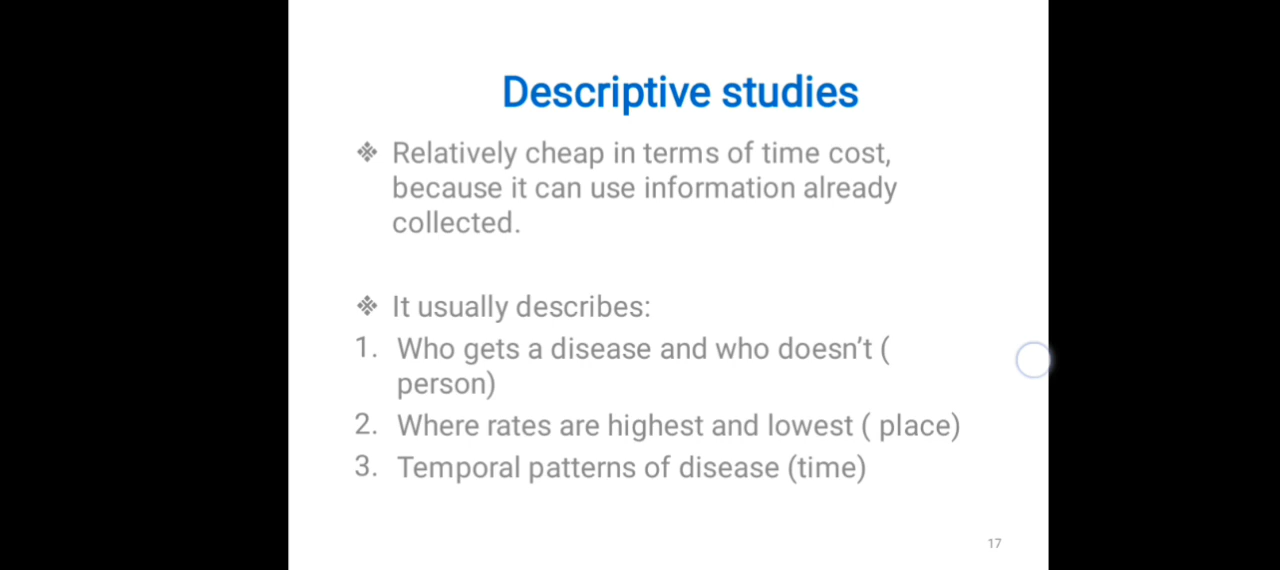 Descriptive studies
❖ Relatively cheap in terms of time cost,
because it can use information already
collected.
❖ It usually describes:
1. Who gets a disease and who doesn’t (
person)
2. Where rates are highest and lowest ( place)
3. Temporal patterns of disease (time)
17